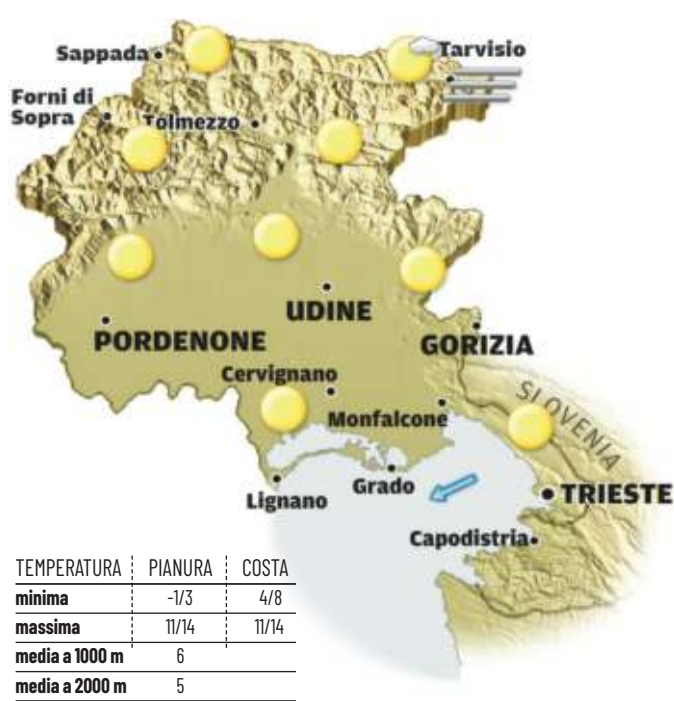 Sappada
Tarvisio
Forni di
Sopra
Tolmezzo
UDINE
PORDENONE
GORIZIA
Cervignano
Monfalcone
SLOVENIA
Lignano
Grado
TRIESTE
Capodistria
TEMPERATURA PIANURA COSTA
minima -1/3 4/8
massima 11/14 11/14
media a 1000 m 6
media a 2000 m 5